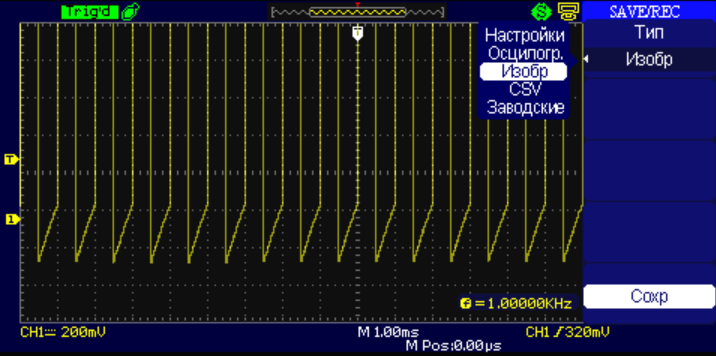 Trig'd
T
S
SAVE/REC
Тип
Изобр
Настройки
Осцилогр.
Изобр
CSV
Заводские
T
1
f = 1.00000KHz
Сохр
CH1 200mV
M 1.00ms
CH1 320mV
M Pos:0.00µs